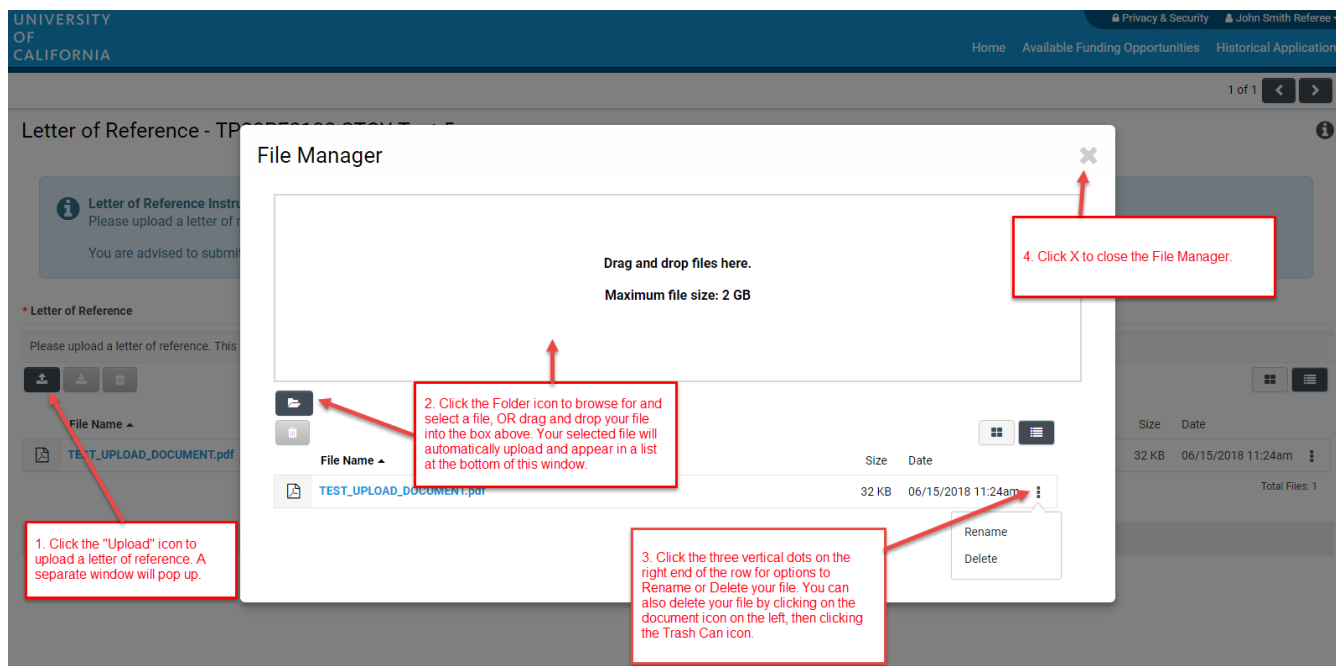 UNIVERSITY
OF
CALIFORNIA
Privacy & Security John Smith Referee
Home Available Funding Opportunities Historical Application
1 of 1
Letter of Reference - TP
File Manager
Letter of Reference Instru
Please upload a letter of r
You are advised to submi
Drag and drop files here.
Maximum file size: 2 GB
4. Click X to close the File Manager.
* Letter of Reference
Please upload a letter of reference. This
2. Click the Folder icon to browse for and
select a file, OR drag and drop your file
into the box above. Your selected file will
automatically upload and appear in a list
at the bottom of this window.
File Name
Size Date
TEST_UPLOAD_DOCUMENT.pdf
32 KB 06/15/2018 11:24am
Total Files: 1
File Name Size Date
TEST_UPLOAD_DOCUMENT.pdf 32 KB 06/15/2018 11:24am
Rename
Delete
1. Click the "Upload" icon to
upload a letter of reference. A
separate window will pop up.
3. Click the three vertical dots on the
right end of the row for options to
Rename or Delete your file. You can
also delete your file by clicking on the
document icon on the left, then clicking
the Trash Can icon.